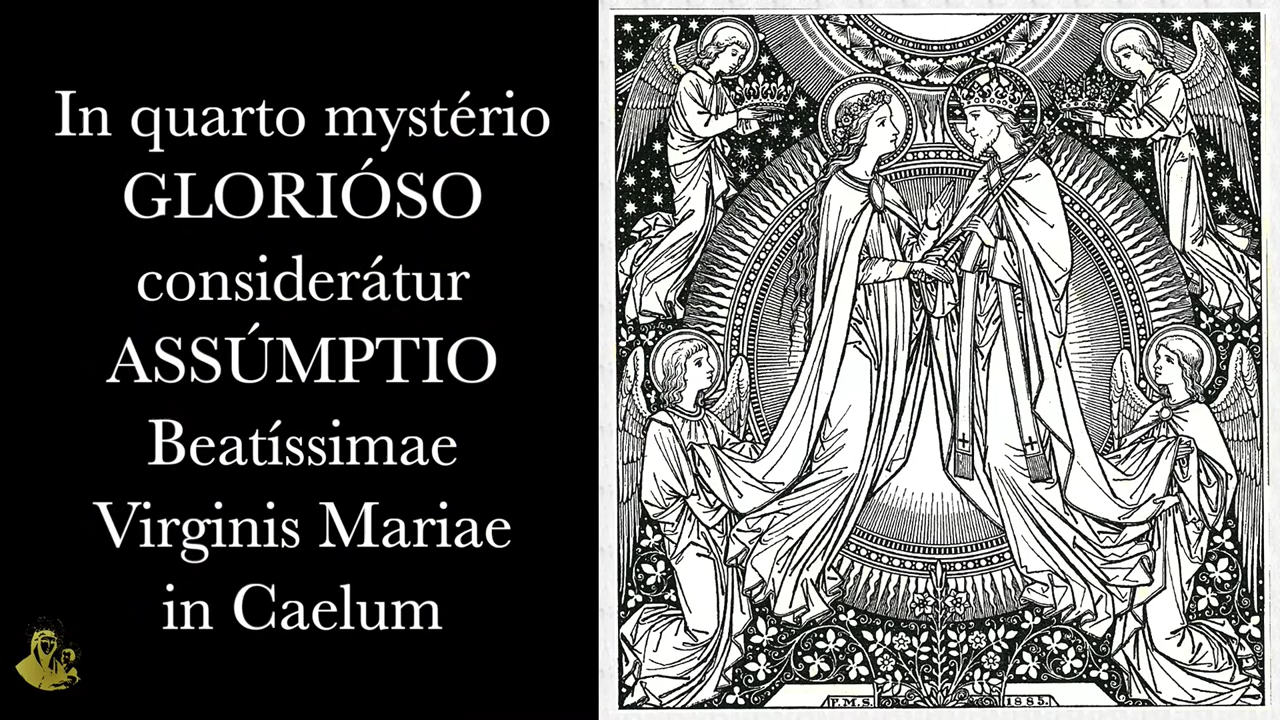 In quarto mystério
GLORIÓSO
considerátur
ASSÚMPTIO
Beatíssimae
Virginis Mariae
in Caelum
F.M.S.
1885.